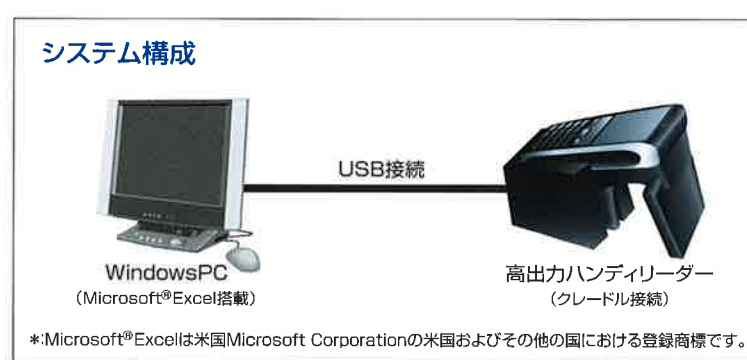 システム構成
USB接続
WindowsPC
（Microsoft®Excel搭載）
高出力ハンディリーダー
（クレードル接続）
*:Microsoft®Excelは米国Microsoft Corporationの米国およびその他の国における登録商標です。